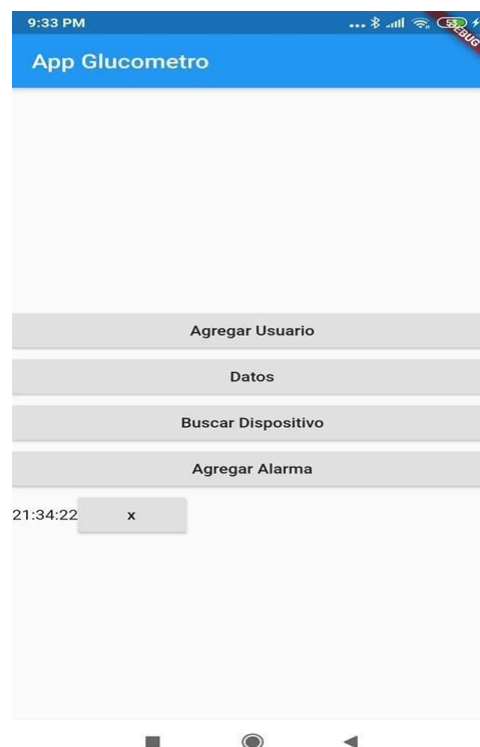 9:33 PM
DEBUG
App Glucometro
Agregar Usuario
Datos
Buscar Dispositivo
Agregar Alarma
21:34:22 x